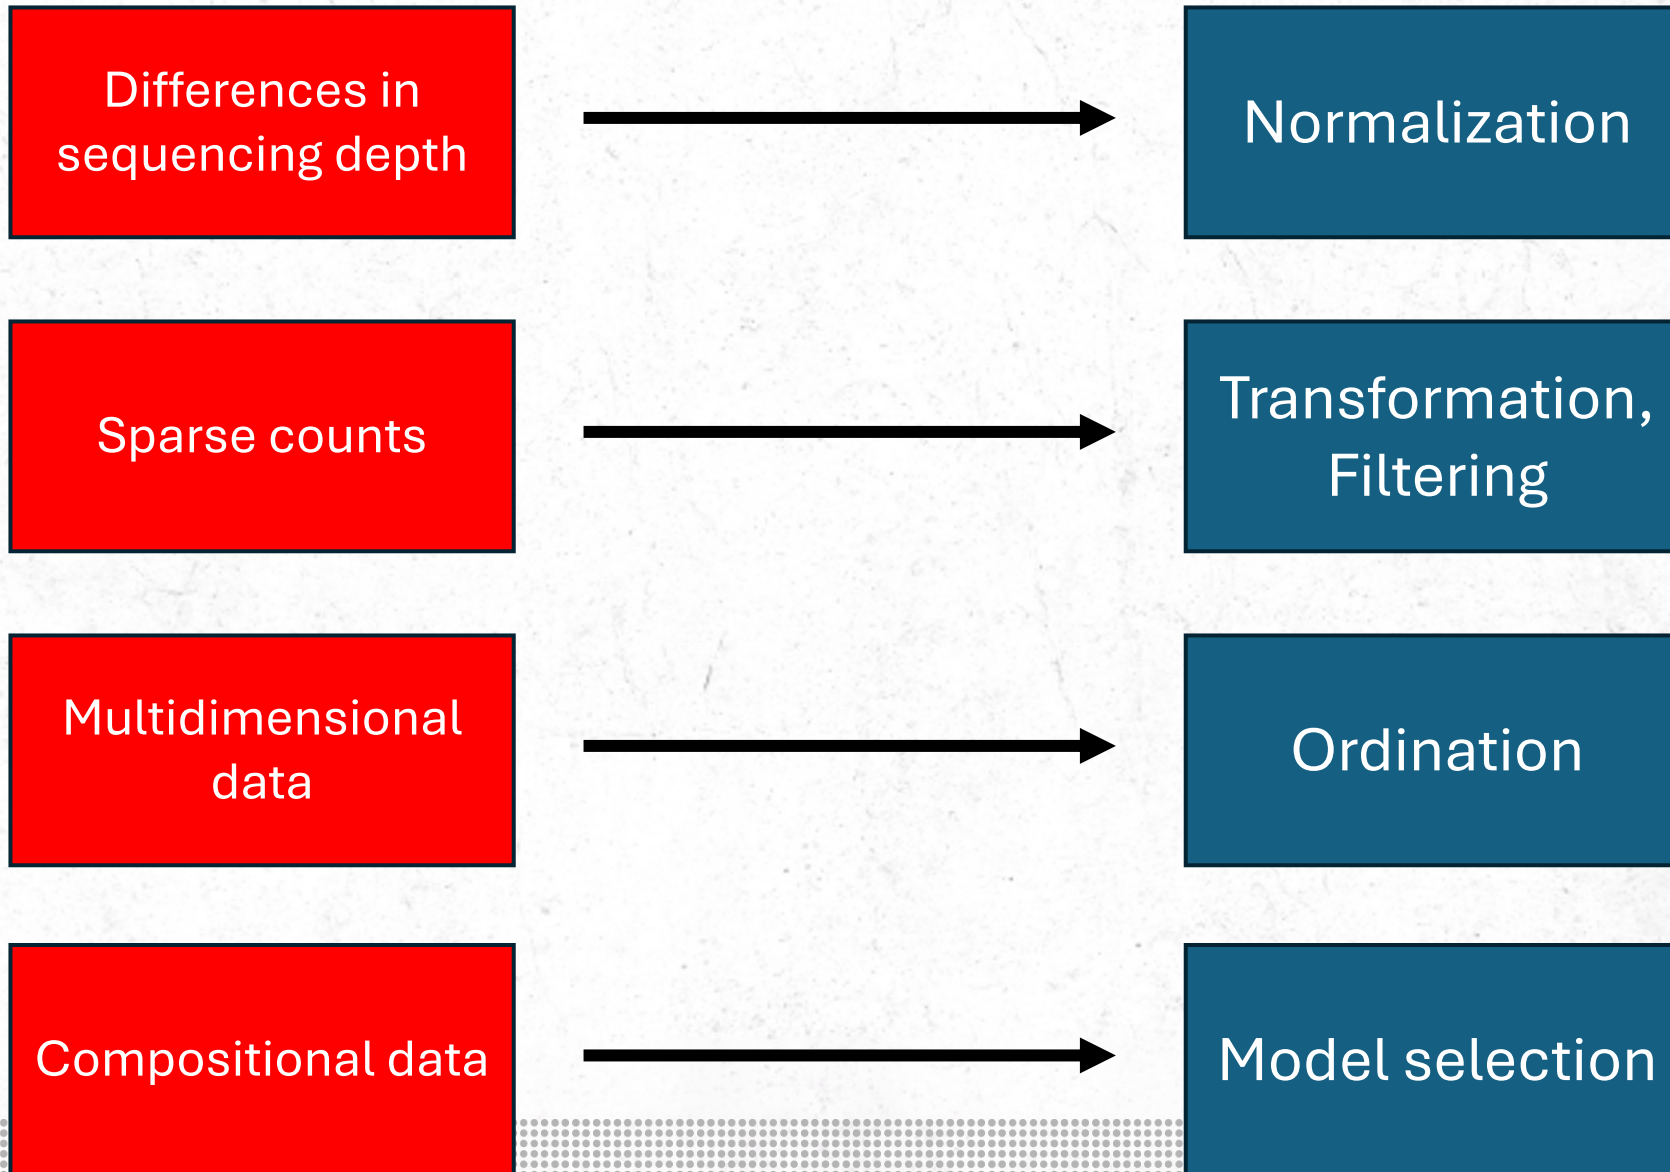 Differences in
sequencing depth
Normalization
Sparse counts
Transformation,
Filtering
Multidimensional
data
Ordination
Compositional data
Model selection